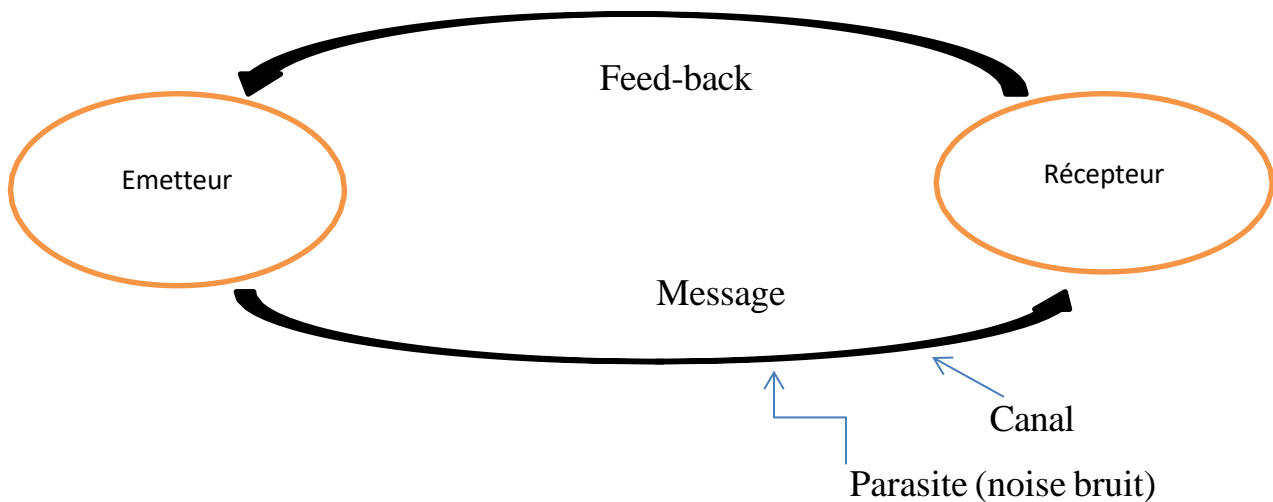 Feed-back
Emetteur
Récepteur
Message
Canal
Parasite (noise bruit)